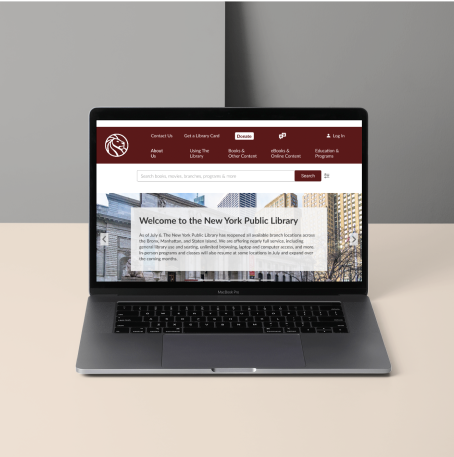 Contact Us Get a Library Card Donate Log In
About Us Using The Library Books & Other Content eBooks & Online Content Education & Programs
Search books, movies, branches, programs & more Search
Welcome to the New York Public Library
As of July 6, The New York Public Library has reopened all available branch locations across
the Bronx, Manhattan, and Staten Island. We are offering nearly full service, including
general library use and seating, unlimited browsing, laptop and computer access, and more.
In-person programs and classes will also resume at some locations in July and expand over
the coming months.
MacBook Pro